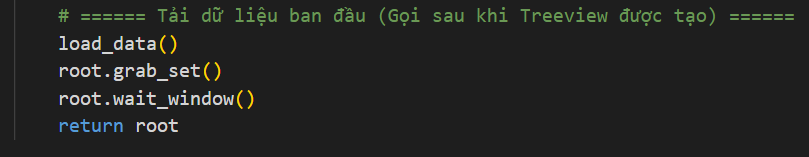 # ====== Tải dữ liệu ban đầu (Gọi sau khi Treeview được tạo) ======
load_data()
root.grab_set()
root.wait_window()
return root